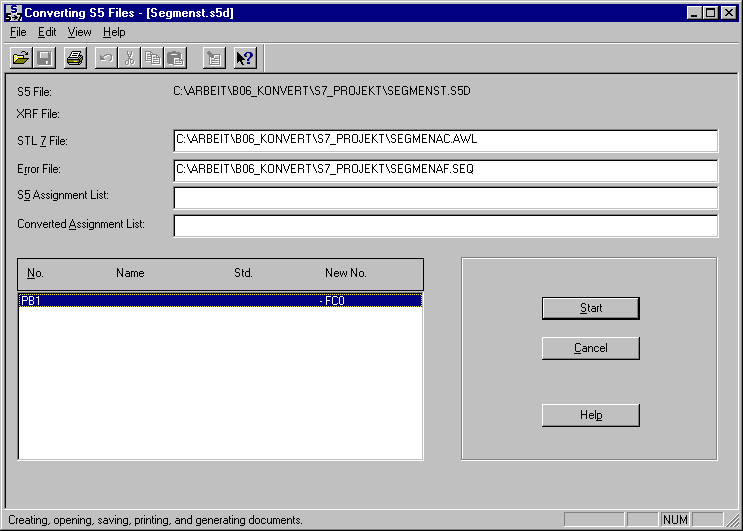 Converting S5 Files - [Segmenst.s5d]
File Edit View Help
S5 File: C:\ARBEIT\B06_KONVERT\S7_PROJEKT\SEGMENST.S5D
XRF File:
STL 7 File: C:\ARBEIT\B06_KONVERT\S7_PROJEKT\SEGMENAC.AWL
Error File: C:\ARBEIT\B06_KONVERT\S7_PROJEKT\SEGMENAF.SEQ
S5 Assignment List:
Converted Assignment List:
No. Name Std. New No.
PB1 - FC0
Start
Cancel
Help
Creating, opening, saving, printing, and generating documents. NUM